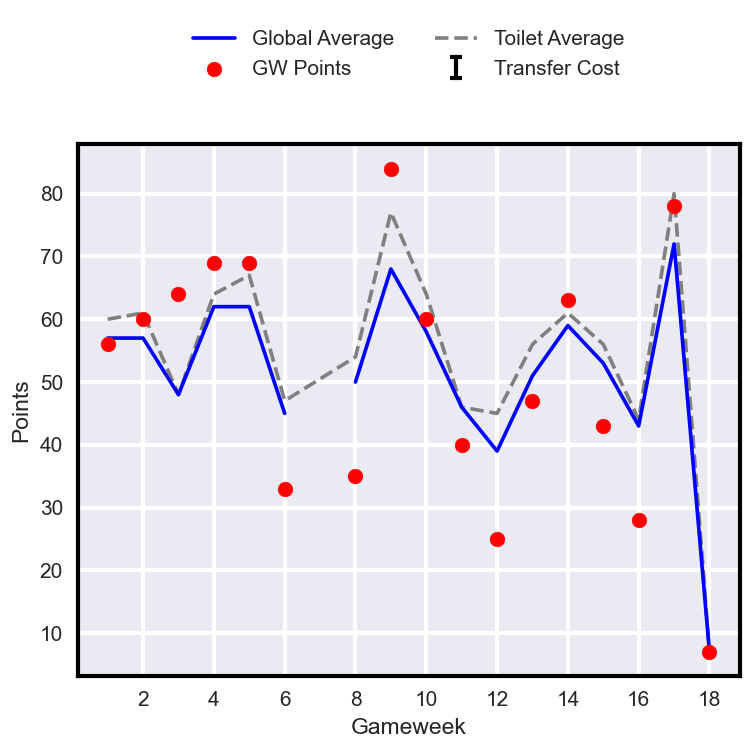 Global Average
Toilet Average
GW Points
Transfer Cost
80
70
60
50
40
30
20
10
Points
2 4 6 8 10 12 14 16 18
Gameweek